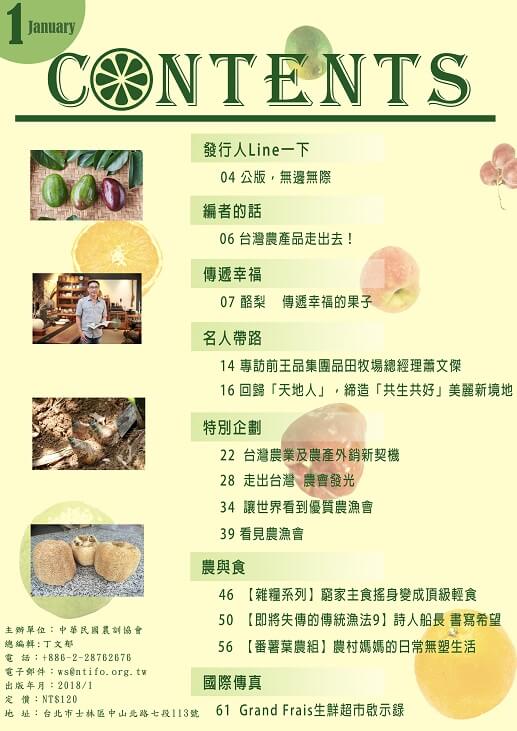 1 January
CONTENTS
發行人Line一下
04 公版，無邊無際
編者的話
06 台灣農產品走出去！
傳遞幸福
07 酪梨 傳遞幸福的果子
名人帶路
14 專訪前王品集團品田牧場總經理蕭文傑
16 回歸「天地人」，締造「共生共好」美麗新境地
特別企劃
22 台灣農業及農產外銷新契機
28 走出台灣 農會發光
34 讓世界看到優質農漁會
39 看見農漁會
農與食
46 【雜糧系列】窮家主食搖身變成頂級輕食
50 【即將失傳的傳統漁法9】詩人船長 書寫希望
56 【番薯葉農組】農村媽媽的日常無塑生活
國際傳真
61 Grand Frais生鮮超市啟示錄
主辦單位：中華民國農訓協會
總編輯:丁文郁
電 話：+886-2-28762676
電子郵件：ws@ntifo.org.tw
出版年月：2018/1
定 價：NT$120
地 址：台北市士林區中山北路七段113號